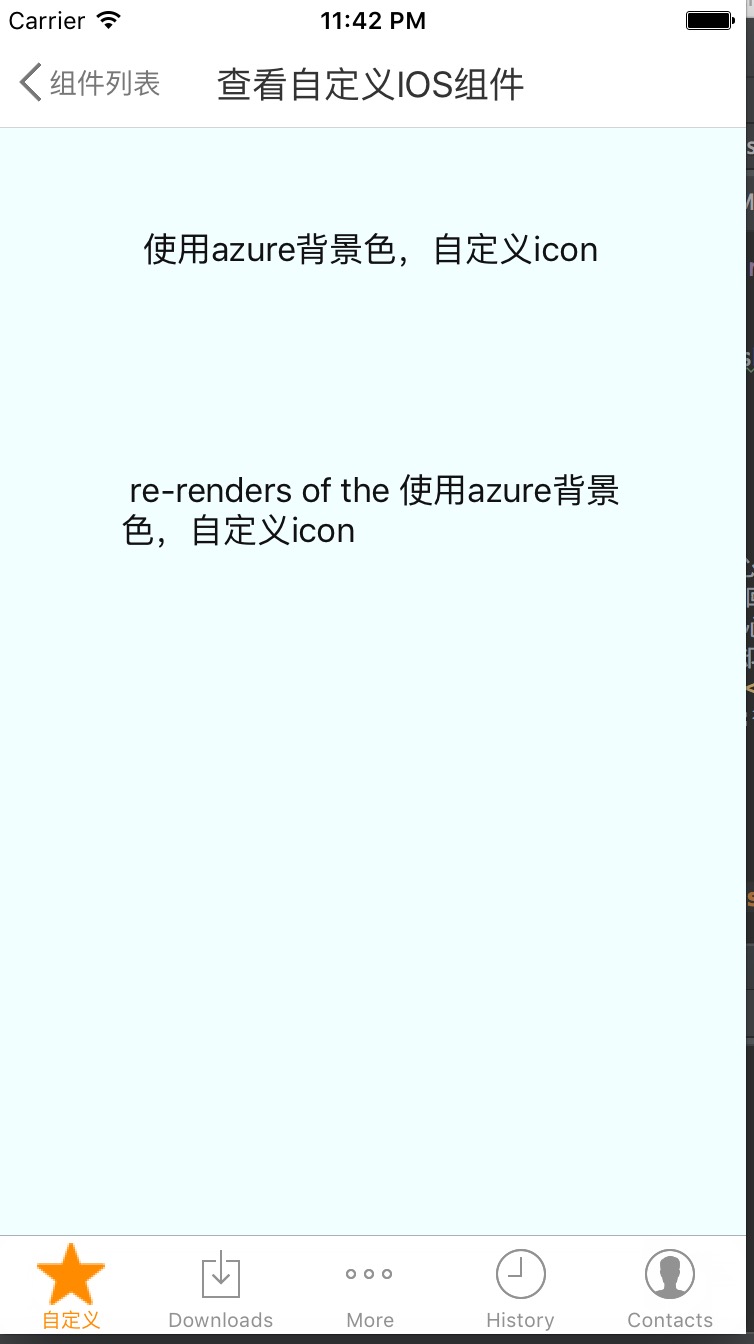 Carrier 11:42 PM
组件列表 查看自定义IOS组件
使用azure背景色，自定义icon
re-renders of the 使用azure背景
色，自定义icon
自定义 Downloads More History Contacts